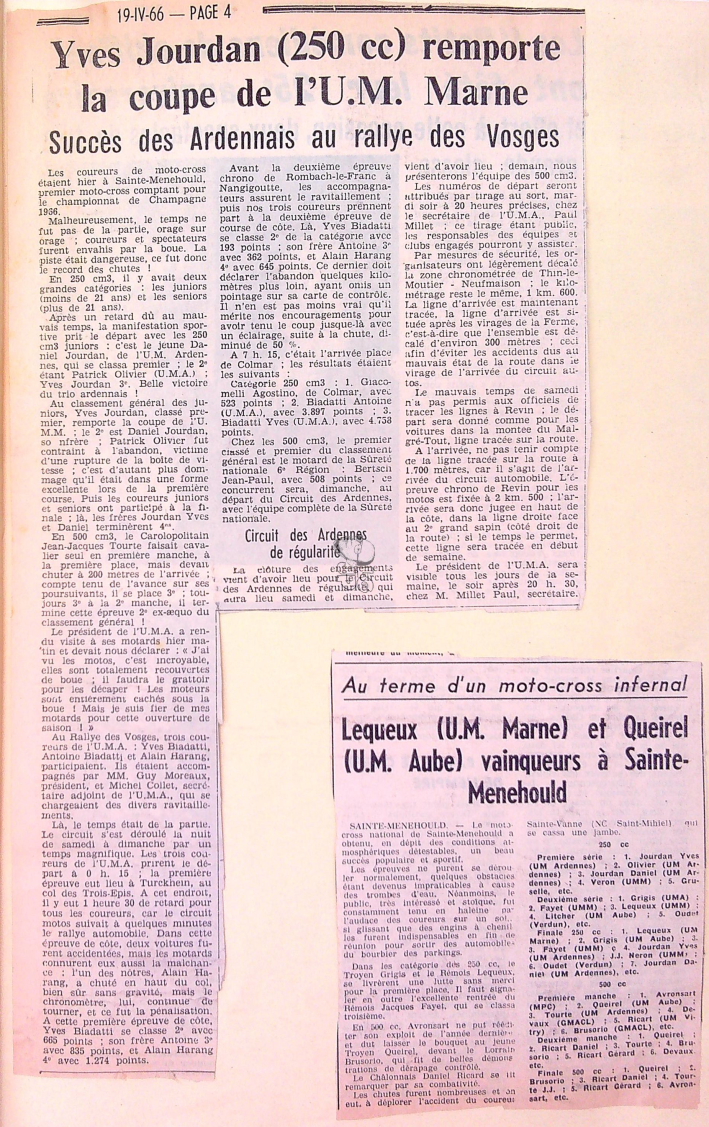 19-IV-66 — PAGE 4
Yves Jourdan (250 cc) remporte
la coupe de l'U.M. Marne
Succès des Ardennais au rallye des Vosges
Les coureurs de moto-cross
étaient hier à Sainte-Menehould,
premier moto-cross comptant pour
le championnat de Champagne
1956.
Malheureusement, le temps ne
fut pas de la partie, orage sur
orage ; coureurs et spectateurs
furent envahis par la boue. La
piste était dangereuse, ce fut donc
le record des chutes !
En 250 cm3, il y avait deux
grandes catégories : les juniors
(moins de 21 ans) et les seniors
(plus de 21 ans).
Après un retard dû au mau-
vais temps, la manifestation spor-
tive prit le départ avec les 250
cm3 juniors ; c'est le jeune Da-
niel Jourdan, de l'U.M. Arden-
nes, qui se classa premier ; le 2e
étant Patrick Olivier (U.M.A.) ;
Yves Jourdan 3e. Belle victoire
du trio ardennais !
Au classement général des ju-
niors, Yves Jourdan, classé pre-
mier, remporte la coupe de l'U.
M.M. ; le 2e est Daniel Jourdan,
so nfrère ; Patrick Olivier fut
contraint à l'abandon, victime
d'une rupture de la boîte de vi-
tesse ; c'est d'autant plus dom-
mage qu'il était dans une forme
excellente lors de la première
course. Puis les coureurs juniors
et seniors ont participé à la fi-
nale ; là, les frères Jourdan Yves
et Daniel terminèrent 4es.
En 500 cm3, le Carolopolitain
Jean-Jacques Tourte faisait cava-
lier seul en première manche, à
la première place, mais devait
chuter à 200 mètres de l'arrivée ;
compte tenu de l'avance sur ses
poursuivants, il se place 3e ; tou-
jours 3e à la 2e manche, il ter-
mine cette épreuve 2e ex-æquo du
classement général !
Le président de l'U.M.A. a ren-
du visite à ses motards hier ma-
tin et devait nous déclarer : « J'ai
vu les motos, c'est incroyable,
elles sont totalement recouvertes
de boue ; il faudra le grattoir
pour les décaper ! Les moteurs
sont entièrement cachés sous la
boue ! Mais je suis fier de mes
motards pour cette ouverture de
saison ! »
Au Rallye des Vosges, trois cou-
reurs de l'U.M.A. : Yves Biadatti,
Antoine Biadatti et Alain Harang,
participaient. Ils étaient accom-
pagnés par MM. Guy Moreaux,
président, et Michel Collet, secré-
taire adjoint de l'U.M.A., qui se
chargeaient des divers ravitaille-
ments.
Là, le temps était de la partie.
Le circuit s'est déroulé la nuit
de samedi à dimanche par un
temps magnifique. Les trois cou-
reurs de l'U.M.A. prirent le dé-
part à 0 h. 15 ; la première
épreuve eut lieu à Turckhein, au
col des Trois-Epis. A cet endroit,
il y eut 1 heure 30 de retard pour
tous les coureurs, car le circuit
motos suivait à quelques minutes
le rallye automobile. Dans cette
épreuve de côte, deux voitures fu-
rent accidentées, mais les motards
connurent eux aussi la malchan-
ce : l'un des nôtres, Alain Ha-
rang, a chuté en haut du col,
bien sûr sans gravité, mais le
chronomètre, lui, continue de
tourner, et ce fut la pénalisation.
A cette première épreuve de côte,
Yves Biadatti se classe 2e avec
665 points ; son frère Antoine 3e
avec 835 points, et Alain Harang
4e avec 1.274 points.
Avant la deuxième épreuve
chrono de Rombach-le-Franc à
Nangigoutte, les accompagna-
teurs assurent le ravitaillement ;
puis nos trois coureurs prennent
part à la deuxième épreuve de
course de côte. Là, Yves Biadatti
se classe 2e de la catégorie avec
193 points ; son frère Antoine 3e
avec 362 points, et Alain Harang
4e avec 645 points. Ce dernier doit
déclarer l'abandon quelques kilo-
mètres plus loin, ayant omis un
pointage sur sa carte de contrôle.
Il n'en est pas moins vrai qu'il
mérite nos encouragements pour
avoir tenu le coup jusque-là avec
un éclairage, suite à la chute, di-
minué de 50 %.
A 7 h. 15, c'était l'arrivée place
de Colmar ; les résultats étaient
les suivants :
Catégorie 250 cm3 : 1. Giaco-
melli Agostino, de Colmar, avec
523 points ; 2. Biadatti Antoine
(U.M.A.), avec 3.897 points ; 3.
Biadatti Yves (U.M.A.), avec 4.758
points.
Chez les 500 cm3, le premier
classé et premier du classement
général est le motard de la Sûreté
nationale 6e Région : Bertsch
Jean-Paul, avec 508 points ; ce
concurrent sera, dimanche, au
départ du Circuit des Ardennes,
avec l'équipe complète de la Sûreté
nationale.
Circuit des Ardennes
de régularité
La clôture des engagements
vient d'avoir lieu pour le Circuit
des Ardennes de régularité, qui
aura lieu samedi et dimanche,
vient d'avoir lieu ; demain, nous
présenterons l'équipe des 500 cm3.
Les numéros de départ seront
attribués par tirage au sort, mar-
di soir à 20 heures précises, chez
le secrétaire de l'U.M.A., Paul
Millet ; ce tirage étant public,
les responsables des équipes et
clubs engagés pourront y assister.
Par mesures de sécurité, les or-
ganisateurs ont légèrement décalé
la zone chronométrée de Thin-le-
Moutier - Neufmaison ; le kilo-
métrage reste le même, 1 km. 600.
La ligne d'arrivée est maintenant
tracée, la ligne d'arrivée est si-
tuée après les virages de la Ferme,
c'est-à-dire que l'ensemble est dé-
calé d'environ 300 mètres ; ceci
afin d'éviter les accidents dus au
mauvais état de la route dans le
virage de l'arrivée du circuit au-
tos.
Le mauvais temps de samedi
n'a pas permis aux officiels de
tracer les lignes à Revin ; le dé-
part sera donné comme pour les
voitures dans la montée du Mal-
gré-Tout, ligne tracée sur la route.
A l'arrivée, ne pas tenir compte
de la ligne tracée sur la route à
1.700 mètres, car il s'agit de l'ar-
rivée du circuit automobile. L'é-
preuve chrono de Revin pour les
motos est fixée à 2 km. 500 ; l'ar-
rivée sera donc jugée en haut de
la côte, dans la ligne droite face
au 2e grand sapin (côté droit de
la route) ; si le temps le permet,
cette ligne sera tracée en début
de semaine.
Le président de l'U.M.A. sera
visible tous les jours de la se-
maine, le soir après 20 h. 30,
chez M. Millet Paul, secrétaire.
Au terme d'un moto-cross infernal
Lequeux (U.M. Marne) et Queirel
(U.M. Aube) vainqueurs à Sainte-
Menehould
SAINTE-MENEHOULD. — Le moto-
cross national de Sainte-Menehould a
obtenu, en dépit des conditions at-
mosphériques détestables, un beau
succès populaire et sportif.
Les épreuves ne purent se dérou-
ler normalement, quelques obstacles
étant devenus impraticables à cause
des trombes d'eau. Néanmoins, le
public, très intéressé et stoïque, fut
constamment tenu en haleine par
l'audace des coureurs sur un sol
si glissant que des engins à chenil-
les furent indispensables en fin de
réunion pour sortir des automobiles
du bourbier des parkings.
Dans les catégories des 250 cc, le
Troyen Grigis et le Rémois Lequeux,
se livrèrent une lutte sans merci
pour la première place. Il faut signa-
ler en outre l'excellente rentrée du
Rémois Jacques Fayet, qui se classa
troisième.
En 500 cc, Avronsart ne put réédi-
ter son exploit de l'année dernière
et dut laisser le bouquet au jeune
Troyen Queirel, devant le Lorrain
Brusorio, qui fit de belles démons-
trations de dérapage contrôlé.
Le Châlonnais Daniel Ricard se fit
remarquer par sa combativité.
Les chutes furent nombreuses et on
eut à déplorer l'accident du coureur
Sainte-Vanne (NC Saint-Mihiel) qui
se cassa une jambe.
250 cc
Première série : 1. Jourdan Yves
(UM Ardennes) ; 2. Olivier (UM Ar-
dennes) ; 3. Jourdan Daniel (UM Ar-
dennes) ; 4. Veron (UMM) ; 5. Gru-
selle, etc.
Deuxième série : 1. Grigis (UMA) ;
2. Fayet (UMM) ; 3. Lequeux (UMM) ;
4. Litcher (UM Aube) ; 5. Oudet
(Verdun), etc.
Finale 250 cc : 1. Lequeux (UM
Marne) ; 2. Grigis (UM Aube) ;
3. Fayet (UMM) ; 4. Jourdan Yves
(UM Ardennes) ; J.J. Neron (UMM) ;
6. Oudet (Verdun) ; 7. Jourdan Da-
niel (UM Ardennes), etc.
500 cc
Première manche : 1. Avronsart
(MPC) ; 2. Queirel (UM Aube) ;
3. Tourte (UM Ardennes) ; 4. De-
vaux (GMACL) ; 5. Ricart (UM Vi-
try) ; 6. Brusorio (GMACL), etc.
Deuxième manche : 1. Queirel ;
2. Ricart Daniel ; 3. Tourte ; 4. Bru-
sorio ; 5. Ricart Gérard ; 6. Devaux,
etc.
Finale 500 cc : 1. Queirel ; 2.
Brusorio ; 3. Ricart Daniel ; 4. Tour-
te J.J. ; 5. Ricart Gérard ; 6. Avron-
sart, etc.